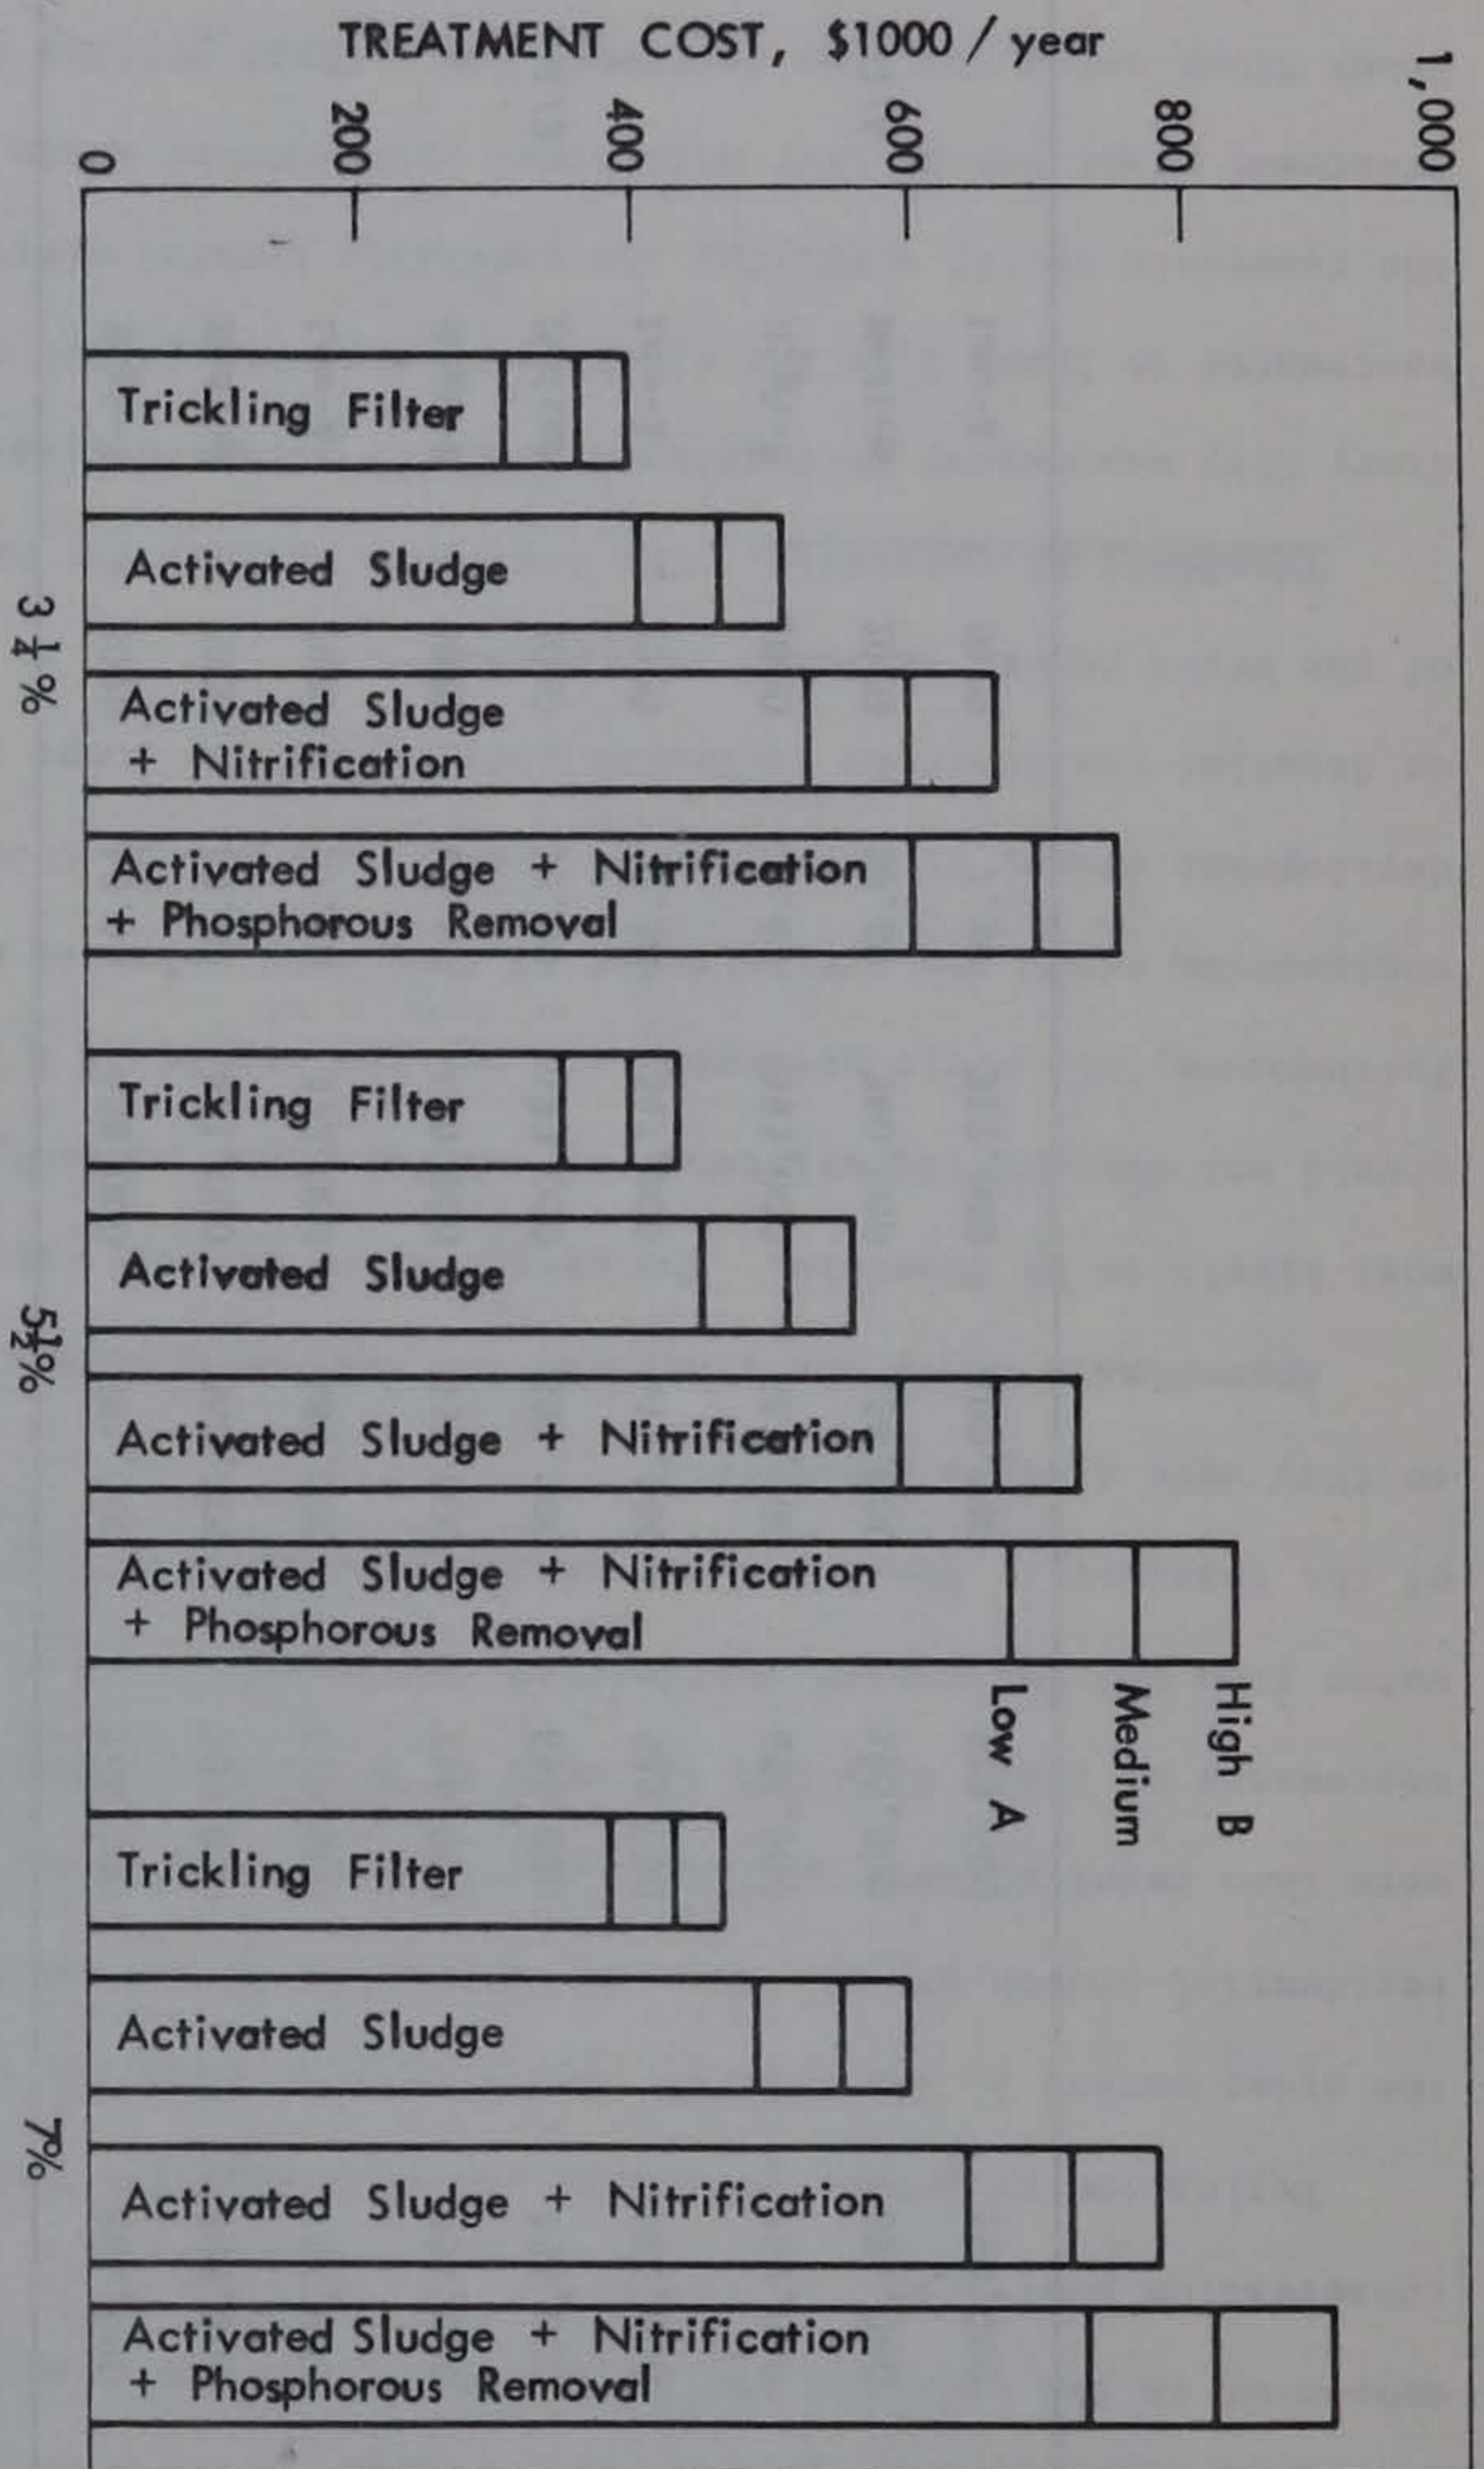 TREATMENT COST, $1000 / year
0
200
400
600
800
1,000
Trickling Filter
Activated Sludge
Activated Sludge
+ Nitrification
Activated Sludge + Nitrification
+ Phosphorous Removal
3 1/4 %
Trickling Filter
Activated Sludge
Activated Sludge + Nitrification
Activated Sludge + Nitrification
+ Phosphorous Removal
5 1/2 %
Low A
Medium
High B
Trickling Filter
Activated Sludge
Activated Sludge + Nitrification
Activated Sludge + Nitrification
+ Phosphorous Removal
7%